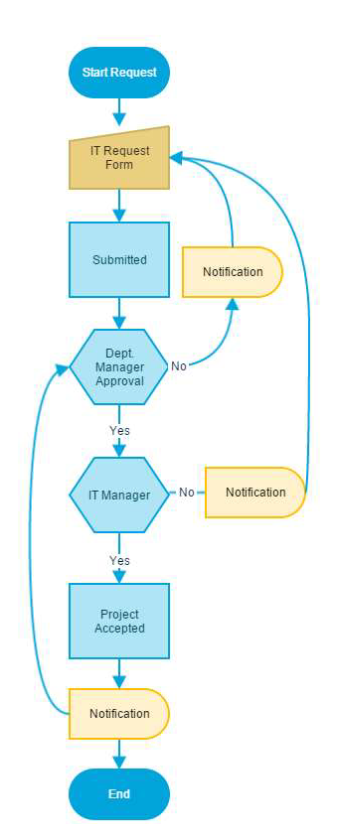 Start Request
IT Request
Form
Submitted
Notification
Dept.
Manager
Approval
No
Yes
IT Manager
No
Notification
Yes
Project
Accepted
Notification
End